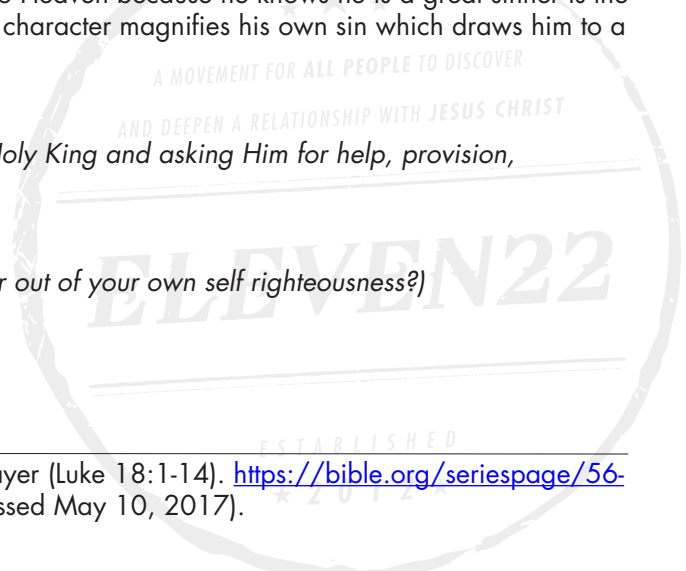 o Heaven because he knows he is a great sinner is the
character magnifies his own sin which draws him to a
A MOVEMENT FOR ALL PEOPLE TO DISCOVER
AND DEEPEN A RELATIONSHIP WITH JESUS CHRIST
Holy King and asking Him for help, provision,
ELEVEN22
r out of your own self righteousness?)
ESTABLISHED
ayer (Luke 18:1-14). https://bible.org/seriespage/56-
2012
ssed May 10, 2017).